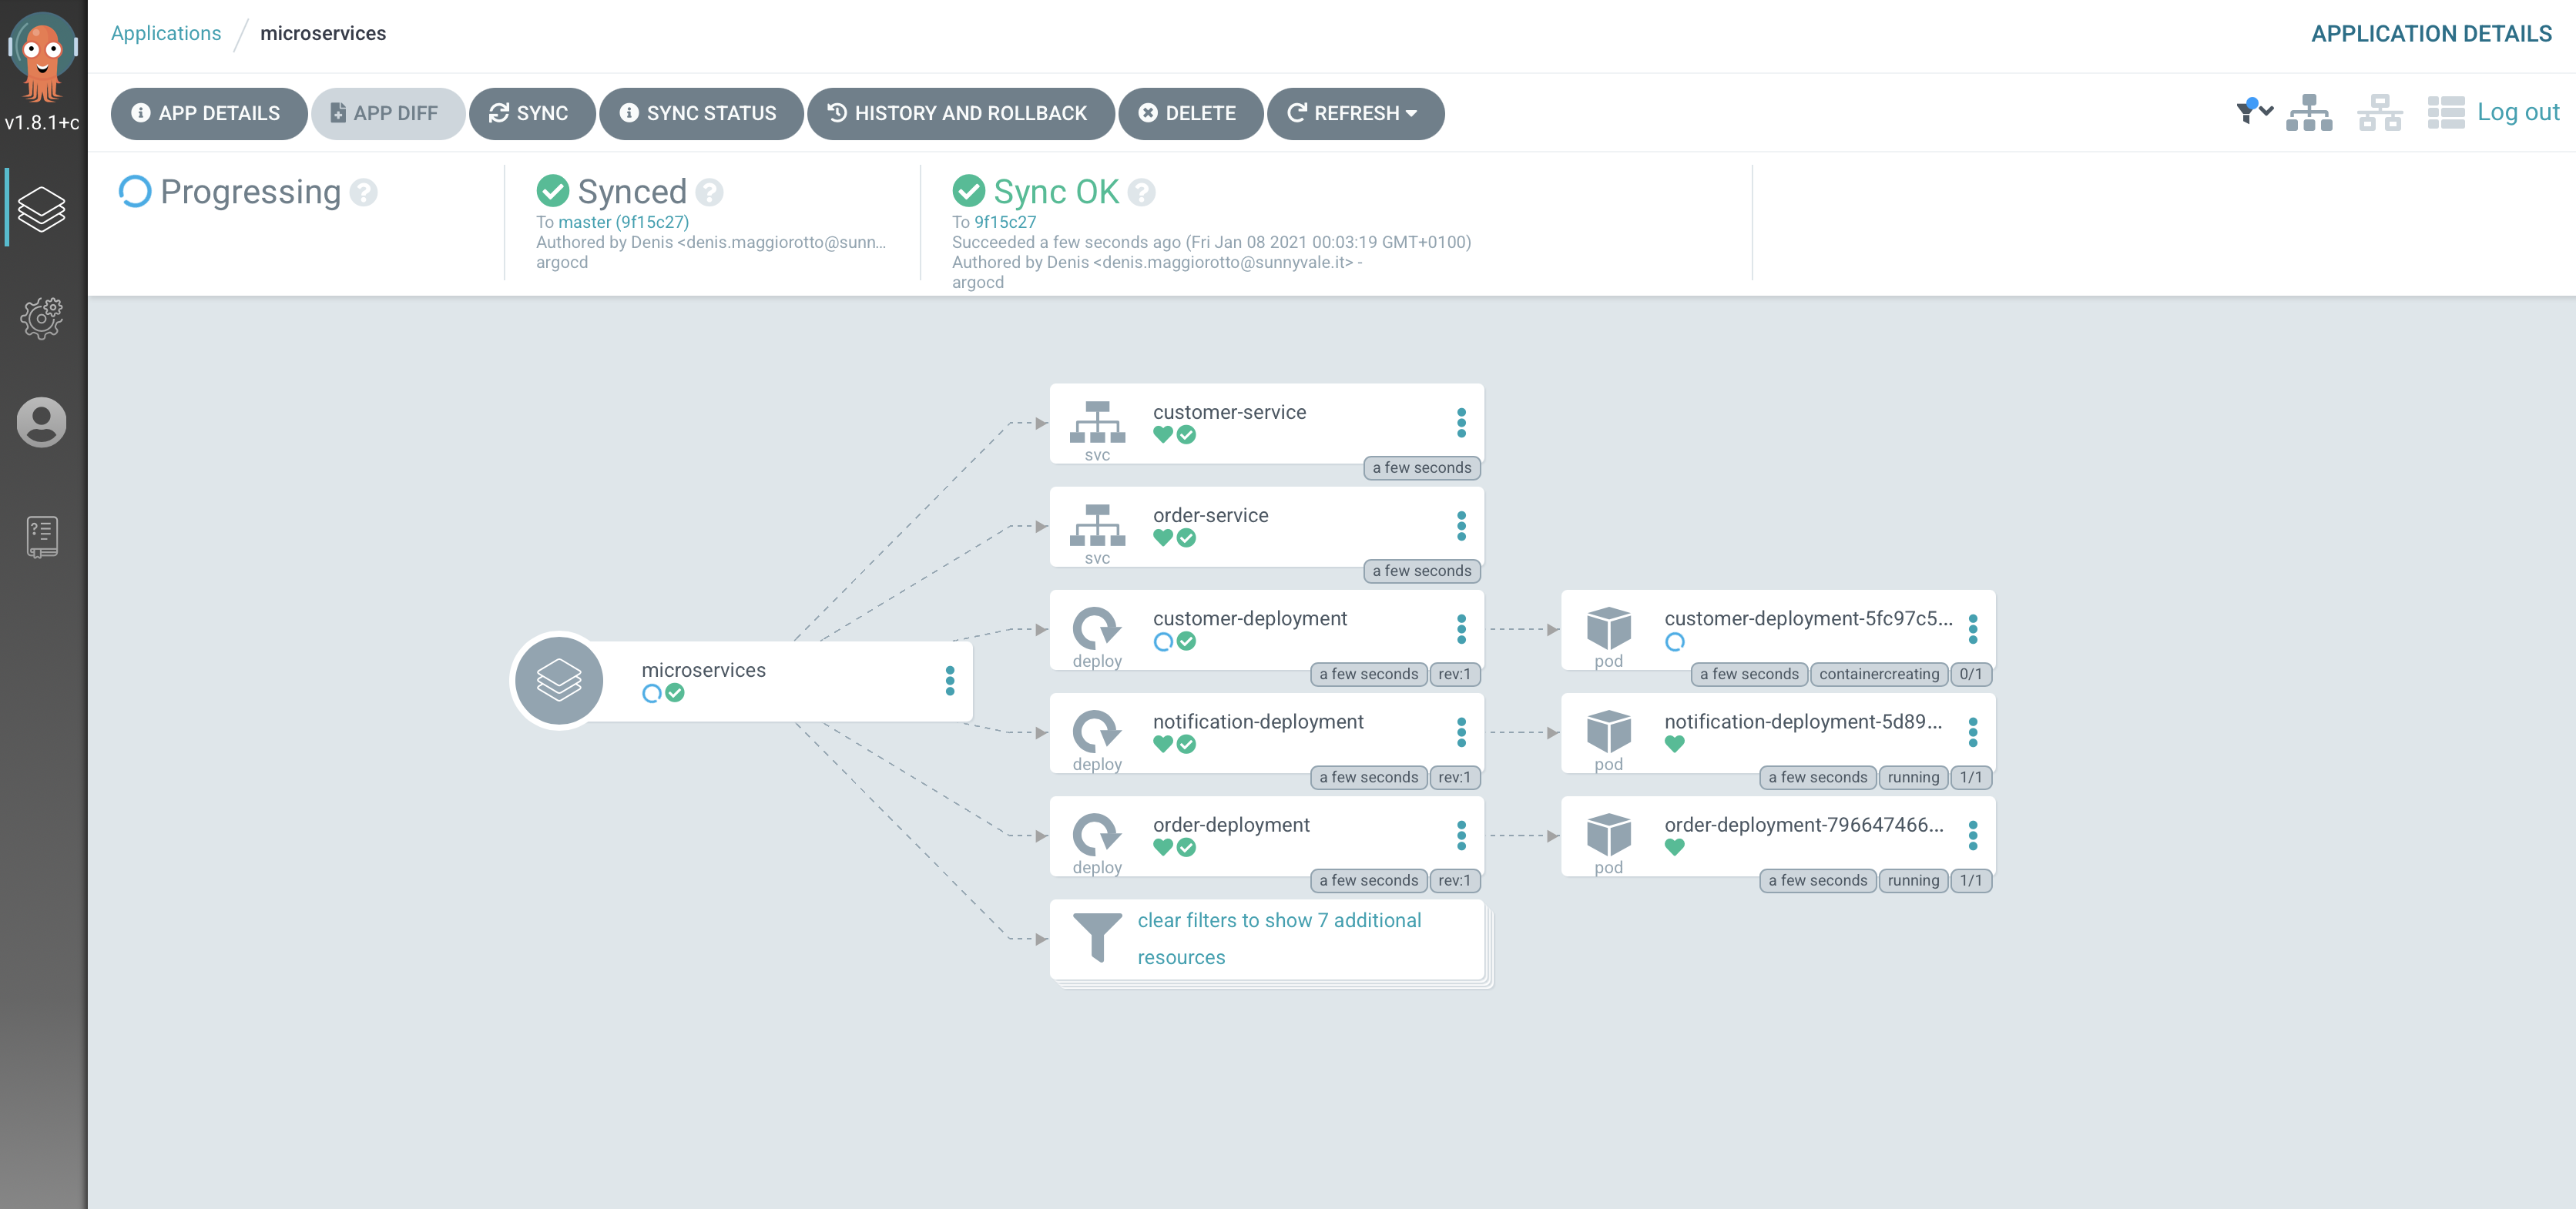 v1.8.1+c
Applications / microservices
APPLICATION DETAILS
APP DETAILS
APP DIFF
SYNC
SYNC STATUS
HISTORY AND ROLLBACK
DELETE
REFRESH
Log out
Progressing ?
Synced ?
To master (9f15c27)
Authored by Denis <denis.maggiorotto@sunn...
argocd
Sync OK ?
To 9f15c27
Succeeded a few seconds ago (Fri Jan 08 2021 00:03:19 GMT+0100)
Authored by Denis <denis.maggiorotto@sunnyvale.it> -
argocd
microservices
customer-service
svc
a few seconds
order-service
svc
a few seconds
customer-deployment
deploy
a few seconds rev:1
customer-deployment-5fc97c5...
pod
a few seconds containercreating 0/1
notification-deployment
deploy
a few seconds rev:1
notification-deployment-5d89...
pod
a few seconds running 1/1
order-deployment
deploy
a few seconds rev:1
order-deployment-796647466...
pod
a few seconds running 1/1
clear filters to show 7 additional
resources